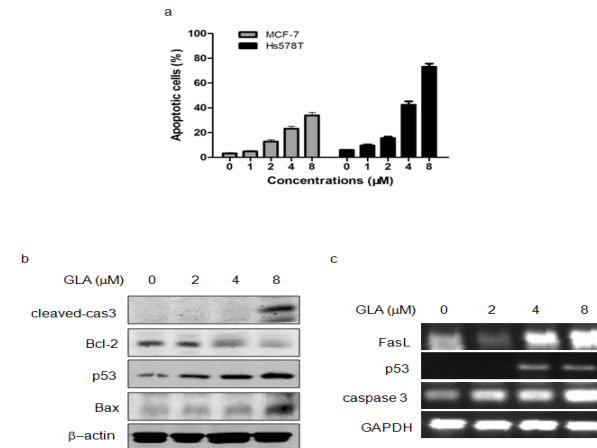 a
MCF-7
Hs578T
Apoptotic cells (%)
100
80
60
40
20
0
0 1 2 4 8 0 1 2 4 8
Concentrations (μM)
b
GLA (μM) 0 2 4 8
cleaved-cas3
Bcl-2
p53
Bax
β-actin
c
GLA (μM) 0 2 4 8
FasL
p53
caspase 3
GAPDH